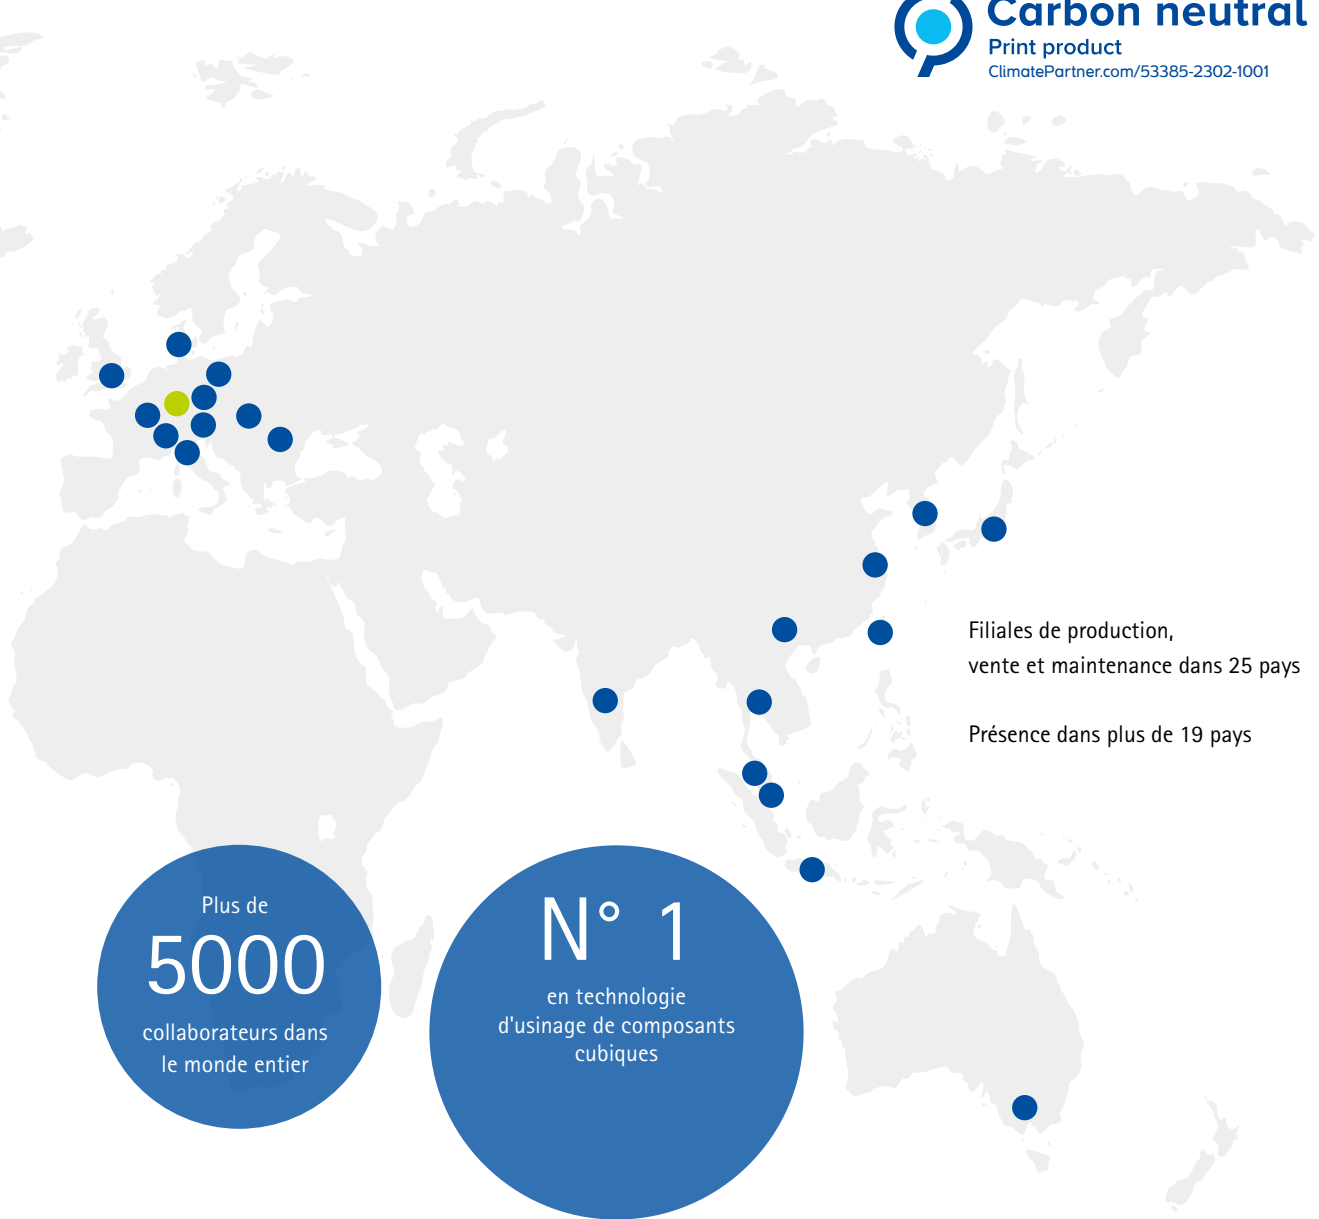 Carbon neutral
Print product
ClimatePartner.com/53385-2302-1001
Filiales de production,
vente et maintenance dans 25 pays
Présence dans plus de 19 pays
Plus de
5000
collaborateurs dans
le monde entier
N° 1
en technologie
d'usinage de composants
cubiques